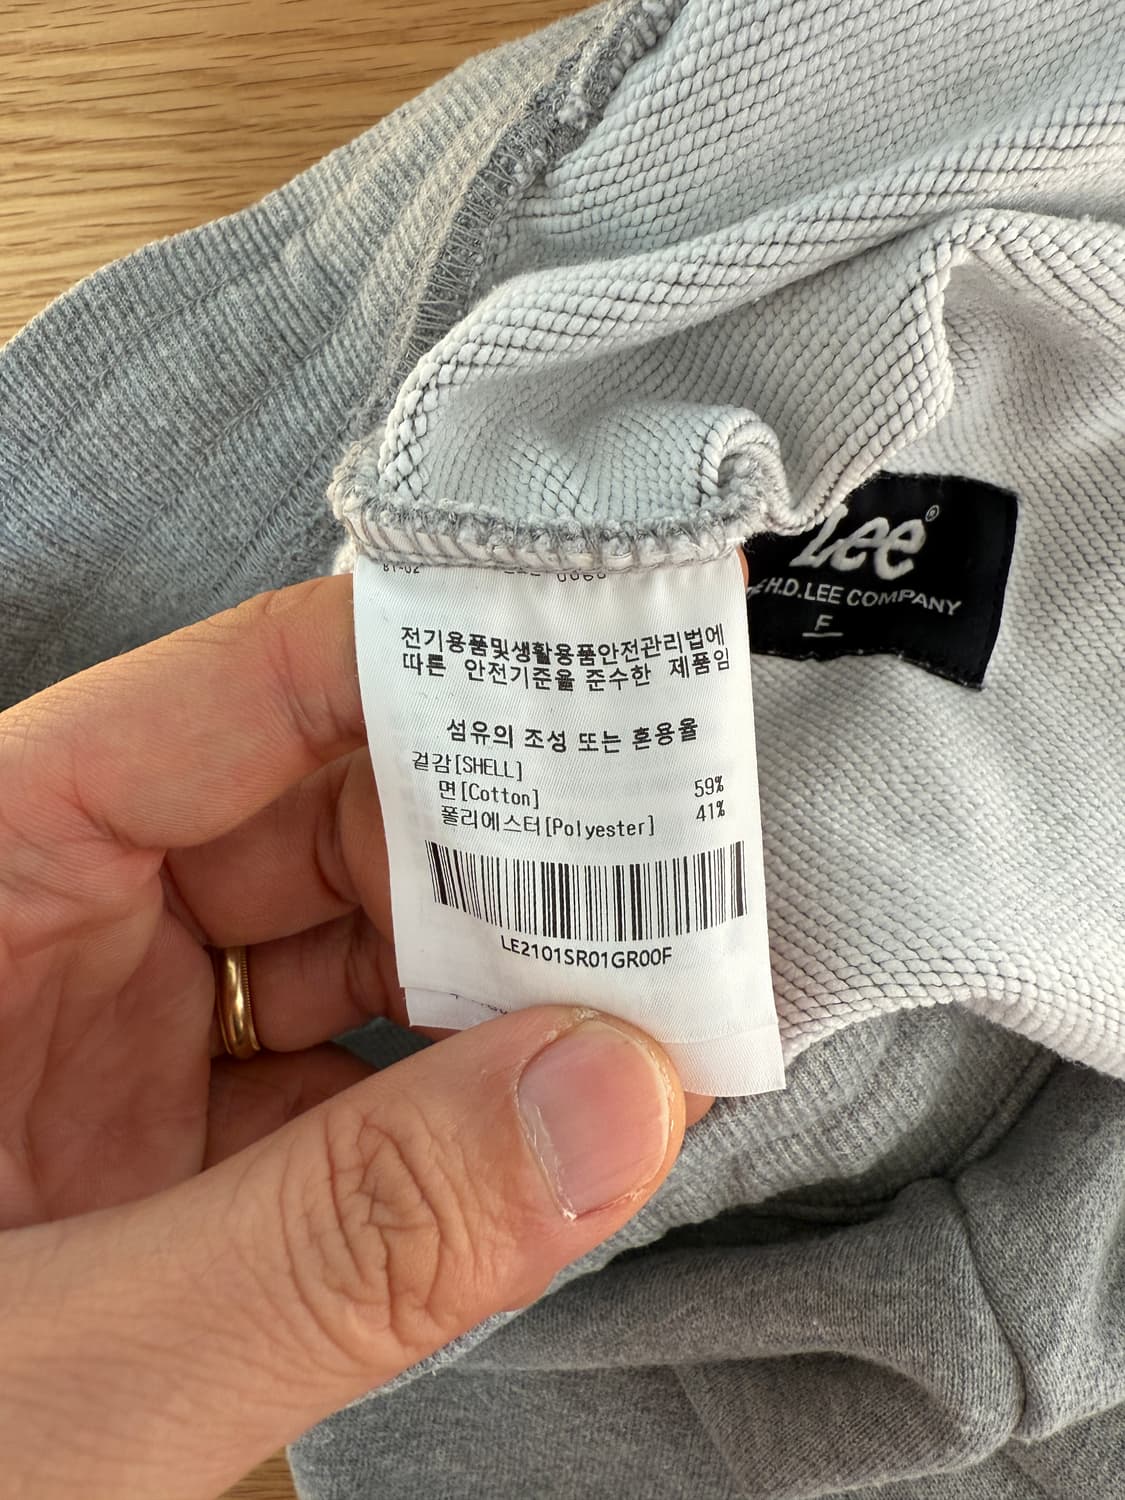 전기용품및생활용품안전관리법에
따른 안전기준을 준수한 제품임
섬유의 조성 또는 혼용율
겉감[SHELL]
면[Cotton] 59%
폴리에스터[Polyester] 41%
LE2101SR01GR00F
Lee®
H.D. LEE COMPANY
F